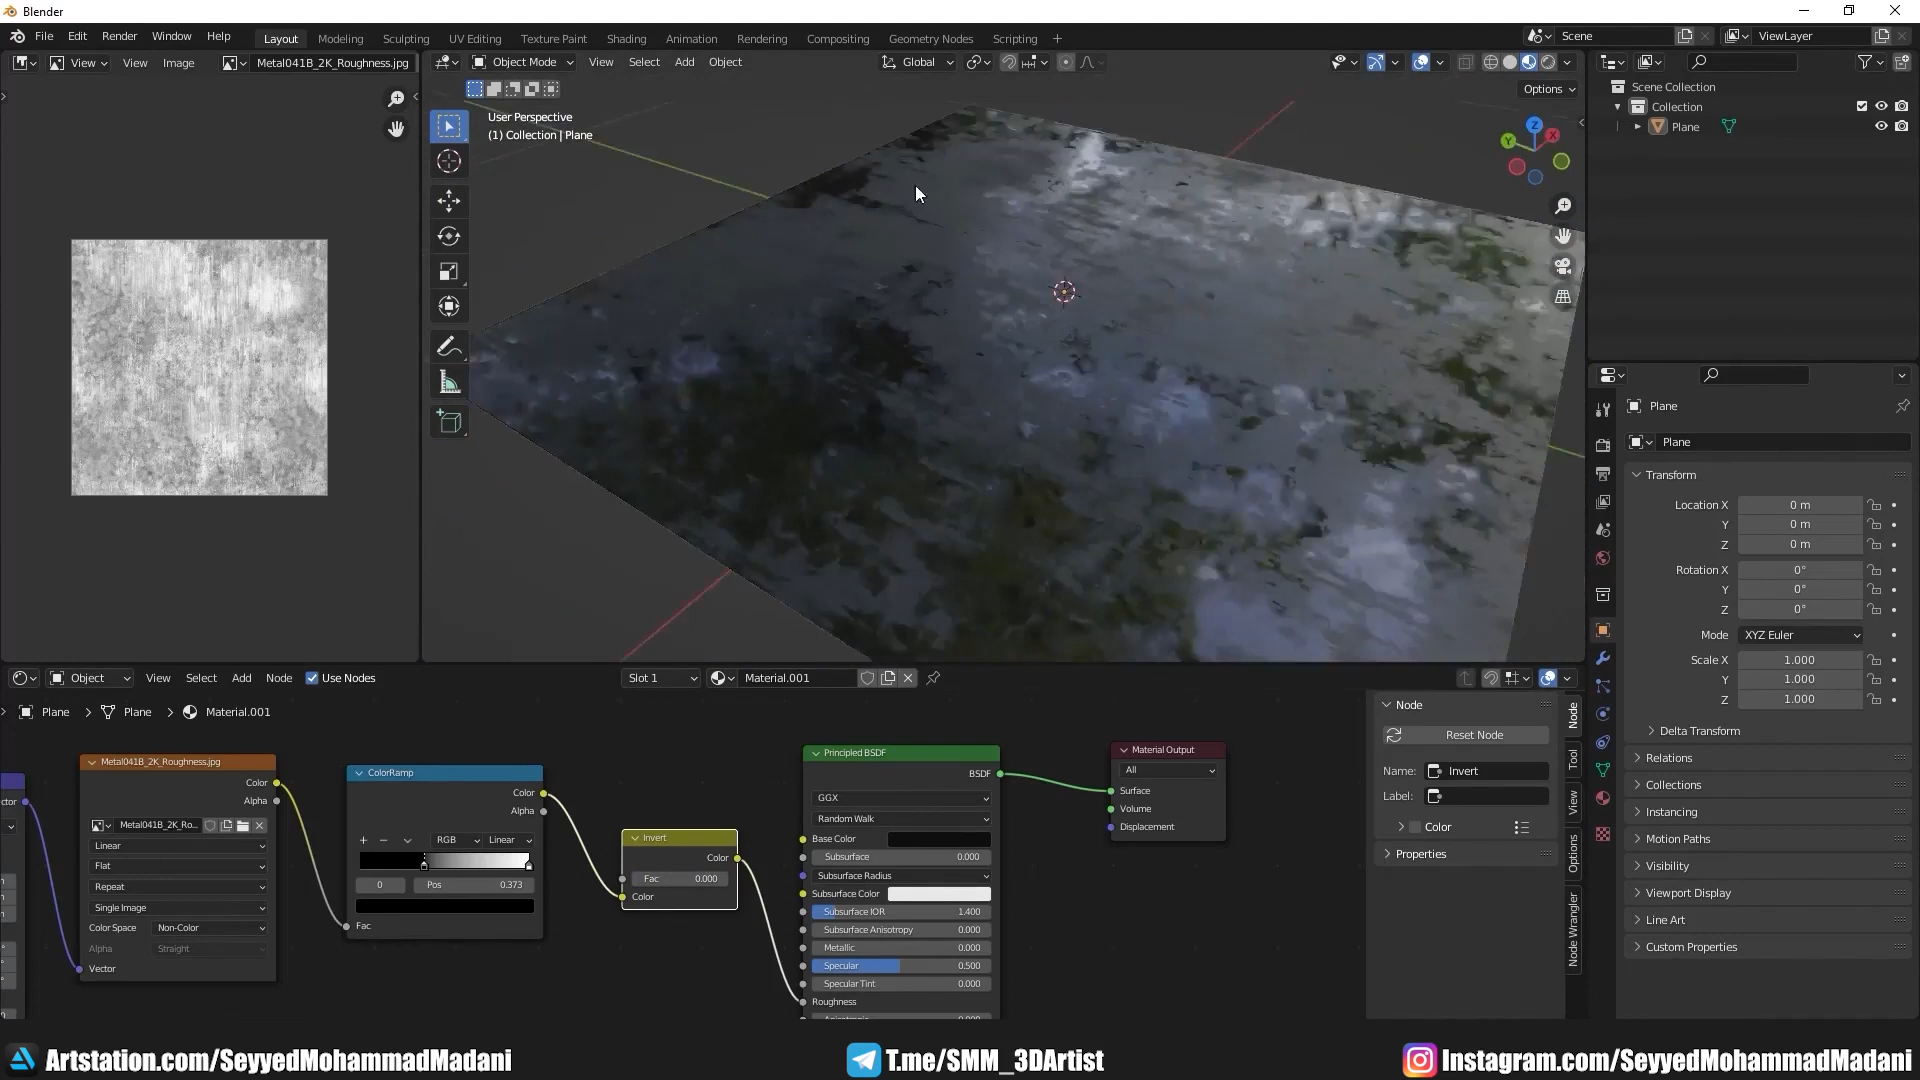 Blender
File Edit Render Window Help
Layout Modeling Sculpting UV Editing Texture Paint Shading Animation Rendering Compositing Geometry Nodes Scripting +
Scene
ViewLayer
View View Image Metal041B_2K_Roughness.jpg
Object Mode View Select Add Object
Global
Options
User Perspective
(1) Collection | Plane
Z
X
Y
Scene Collection
Collection
Plane
Plane
Plane
Transform
Location X 0 m
Y 0 m
Z 0 m
Rotation X 0°
Y 0°
Z 0°
Mode XYZ Euler
Scale X 1.000
Y 1.000
Z 1.000
Delta Transform
Relations
Collections
Instancing
Motion Paths
Visibility
Viewport Display
Line Art
Custom Properties
Object View Select Add Node Use Nodes
Slot 1
Material.001
Plane > Plane > Material.001
Metal041B_2K_Roughness.jpg
Color
Alpha
Metal041B_2K_Ro...
Linear
Flat
Repeat
Single Image
Color Space Non-Color
Alpha Straight
Vector
ColorRamp
Color
Alpha
+ − RGB Linear
0 Pos 0.373
Fac
Invert
Color
Fac 0.000
Color
Principled BSDF
BSDF
GGX
Random Walk
Base Color
Subsurface 0.000
Subsurface Radius
Subsurface Color
Subsurface IOR 1.400
Subsurface Anisotropy 0.000
Metallic 0.000
Specular 0.500
Specular Tint 0.000
Roughness
Material Output
All
Surface
Volume
Displacement
Node
Reset Node
Name: Invert
Label:
Color
Properties
Node
Tool
View
Options
Node Wrangler
Artstation.com/SeyyedMohammadMadani
T.me/SMM_3DArtist
Instagram.com/SeyyedMohammadMadani